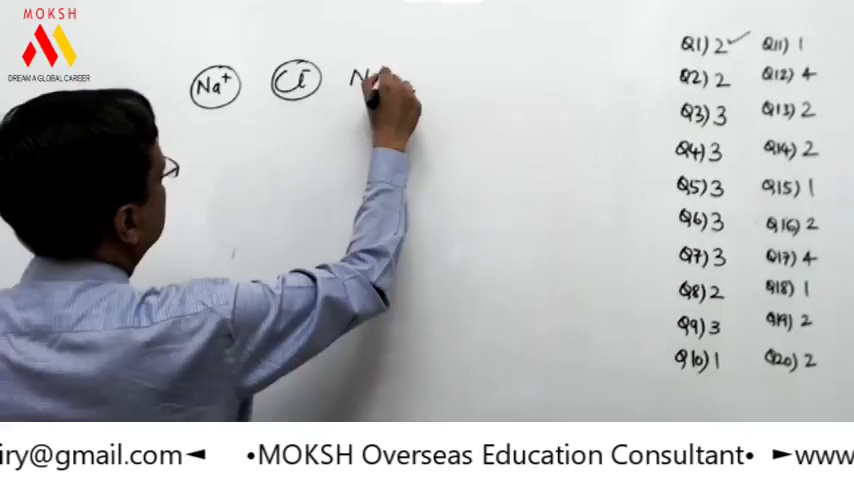 MOKSH
DREAM A GLOBAL CAREER
Na⁺ Cl⁻ Na
Q1) 2 ✓ Q11) 1
Q2) 2 Q12) 4
Q3) 3 Q13) 2
Q4) 3 Q14) 2
Q5) 3 Q15) 1
Q6) 3 Q16) 2
Q7) 3 Q17) 4
Q8) 2 Q18) 1
Q9) 3 Q19) 2
Q10) 1 Q20) 2
iry@gmail.com◄ •MOKSH Overseas Education Consultant• ►www